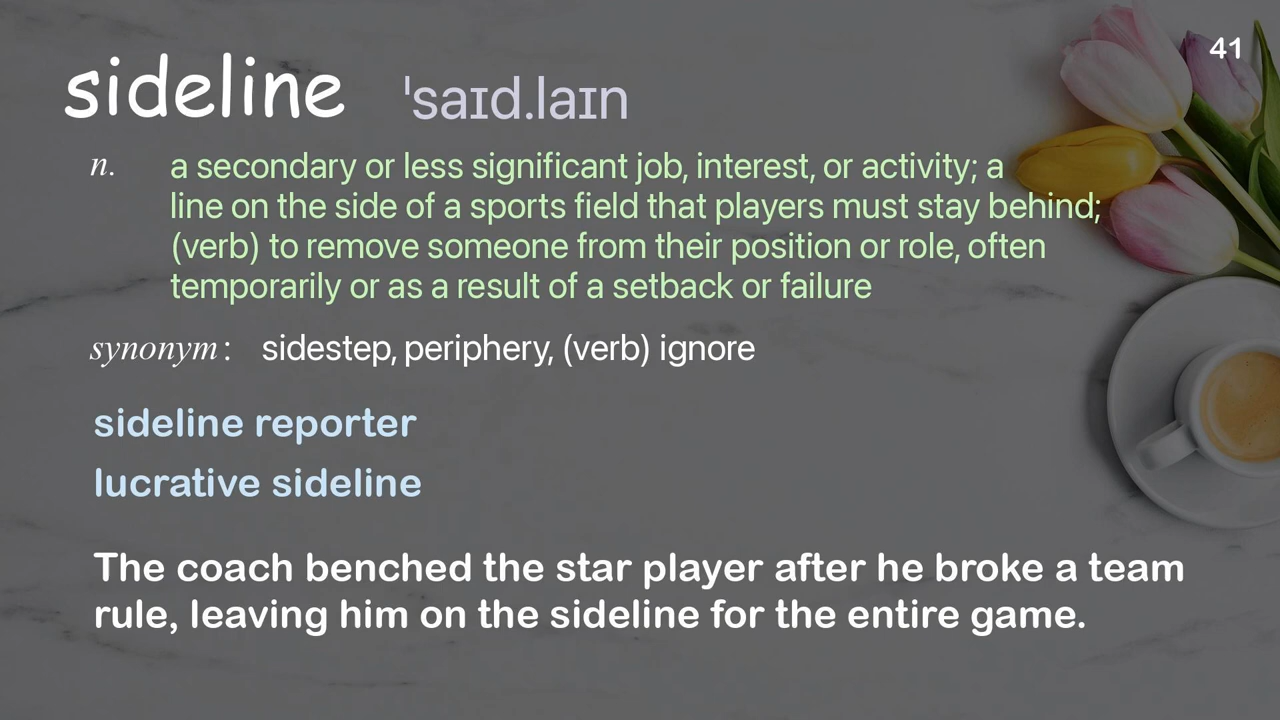 41
sideline ˈsaɪd.laɪn
n. a secondary or less significant job, interest, or activity; a
line on the side of a sports field that players must stay behind;
(verb) to remove someone from their position or role, often
temporarily or as a result of a setback or failure
synonym: sidestep, periphery, (verb) ignore
sideline reporter
lucrative sideline
The coach benched the star player after he broke a team
rule, leaving him on the sideline for the entire game.